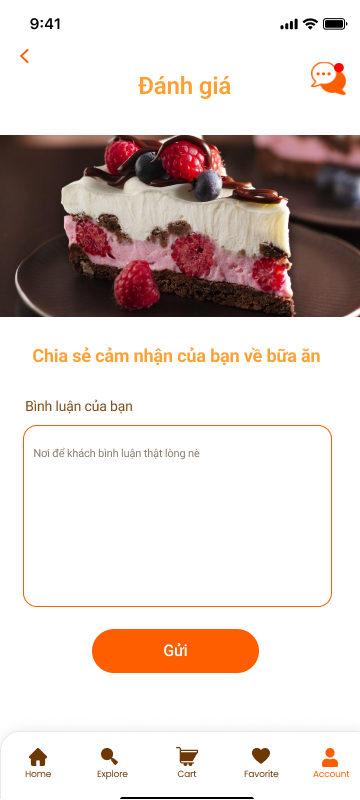 9:41
Đánh giá
Chia sẻ cảm nhận của bạn về bữa ăn
Bình luận của bạn
Nơi để khách bình luận thật lòng nè
Gửi
Home
Explore
Cart
Favorite
Account